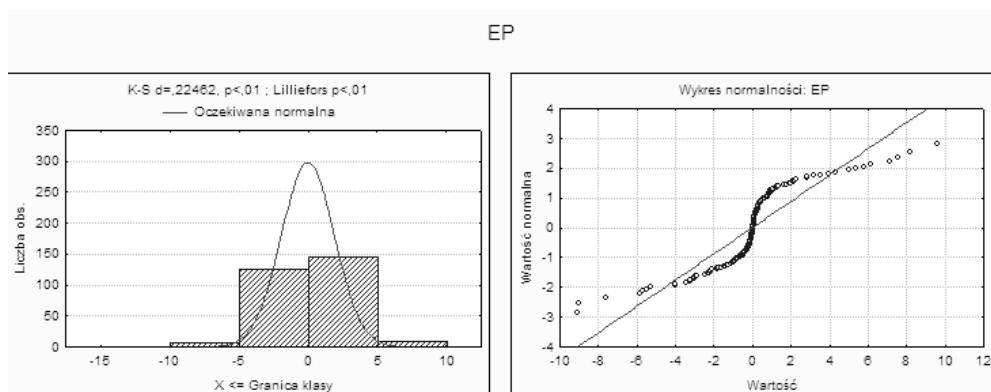 EP
K-S d=,22462, p<,01 ; Lilliefors p<,01
Oczekiwana normalna
Liczba obs.
350
300
250
200
150
100
50
0
-15 -10 -5 0 5 10
X <= Granica klasy
Wykres normalności: EP
Wartość normalna
4
3
2
1
0
-1
-2
-3
-4
-10 -8 -6 -4 -2 0 2 4 6 8 10 12
Wartość